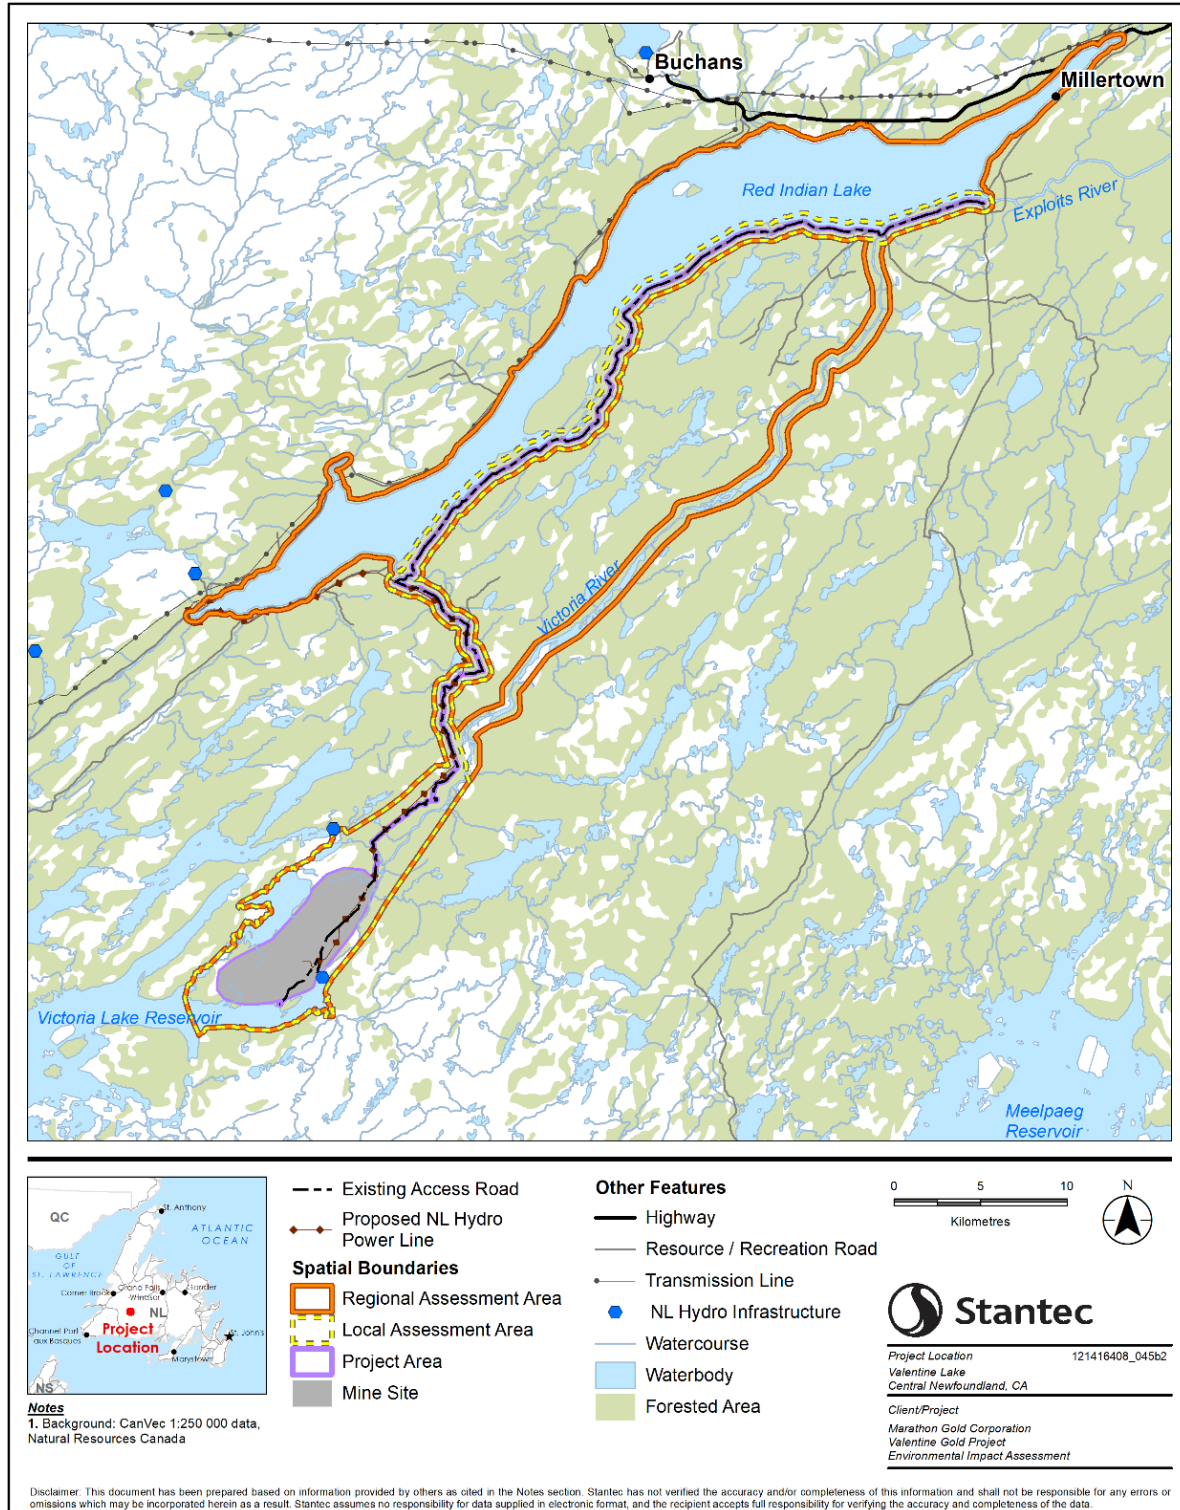 Buchans
Millertown
Red Indian Lake
Exploits River
Victoria River
Victoria Lake Reservoir
Meelpaeg
Reservoir
QC
St. Anthony
ATLANTIC
OCEAN
GULF
OF
ST. LAWRENCE
Corner Brook
Grand Falls-
Windsor
Gander
NL
Project
Location
Channel-Port
aux Basques
St. John's
Marystown
NS
Notes
1. Background: CanVec 1:250 000 data,
Natural Resources Canada
Existing Access Road
Proposed NL Hydro
Power Line
Spatial Boundaries
Regional Assessment Area
Local Assessment Area
Project Area
Mine Site
Other Features
Highway
Resource / Recreation Road
Transmission Line
NL Hydro Infrastructure
Watercourse
Waterbody
Forested Area
0 5 10
Kilometres
N
Stantec
Project Location 121416408_045b2
Valentine Lake
Central Newfoundland, CA
Client/Project
Marathon Gold Corporation
Valentine Gold Project
Environmental Impact Assessment
Disclaimer: This document has been prepared based on information provided by others as cited in the Notes section. Stantec has not verified the accuracy and/or completeness of this information and shall not be responsible for any errors or
omissions which may be incorporated herein as a result. Stantec assumes no responsibility for data supplied in electronic format, and the recipient accepts full responsibility for verifying the accuracy and completeness of the data.